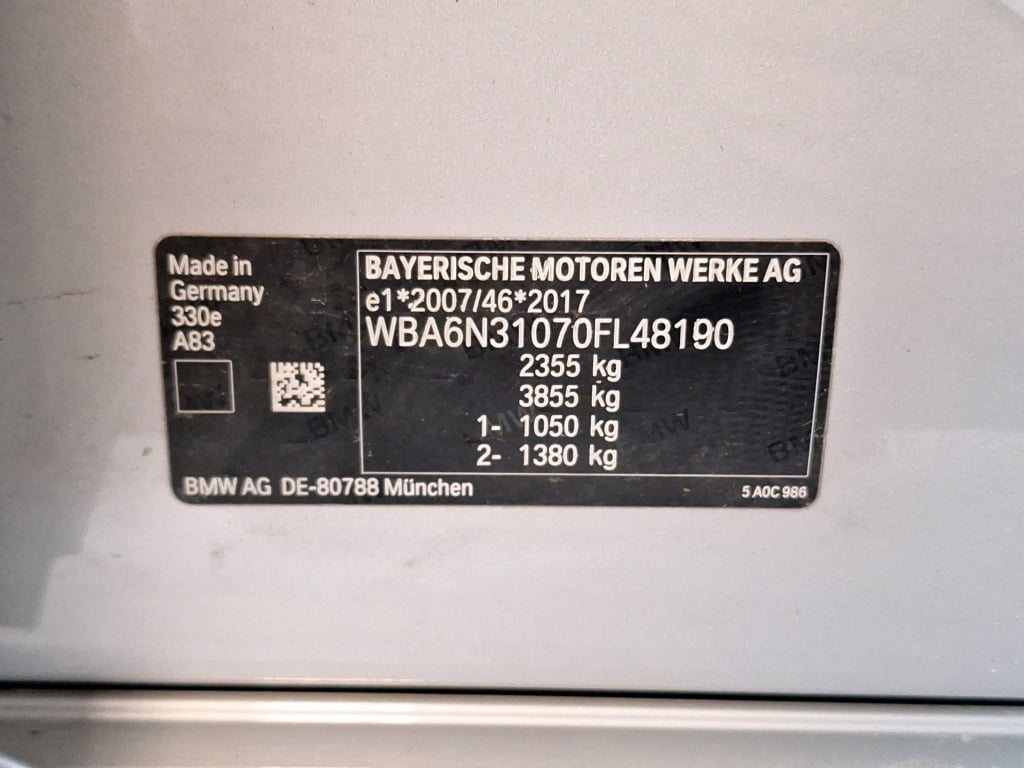 Made in
Germany
330e
A83
BAYERISCHE MOTOREN WERKE AG
e1*2007/46*2017
WBA6N31070FL48190
2355 kg
3855 kg
1- 1050 kg
2- 1380 kg
BMW AG DE-80788 München
5 A0C 986